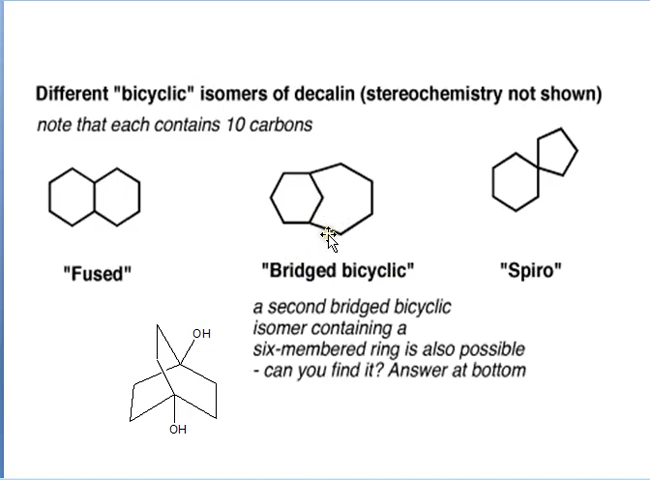 Different "bicyclic" isomers of decalin (stereochemistry not shown)
note that each contains 10 carbons
"Fused"
"Bridged bicyclic"
"Spiro"
a second bridged bicyclic
isomer containing a
six-membered ring is also possible
- can you find it? Answer at bottom
OH
OH